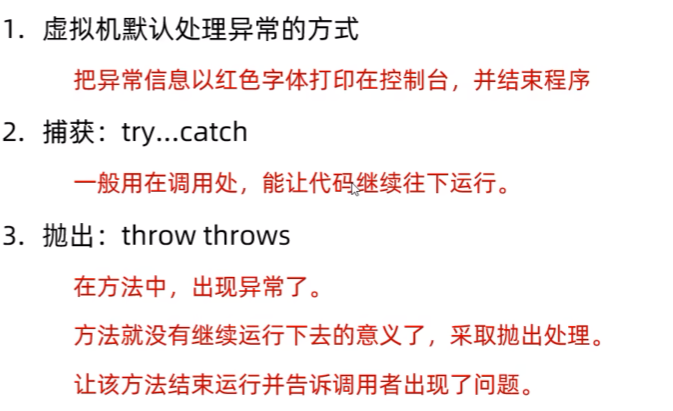 1. 虚拟机默认处理异常的方式
把异常信息以红色字体打印在控制台，并结束程序
2. 捕获：try...catch
一般用在调用处，能让代码继续往下运行。
3. 抛出：throw throws
在方法中，出现异常了。
方法就没有继续运行下去的意义了，采取抛出处理。
让该方法结束运行并告诉调用者出现了问题。